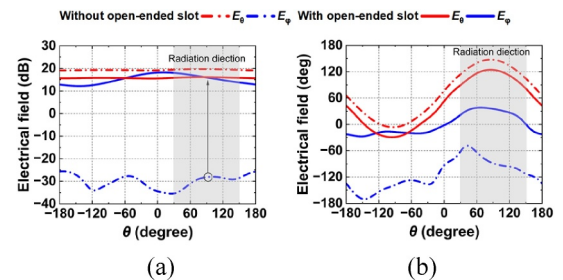 (a) Without open-ended slot Eθ Eφ With open-ended slot Eθ Eφ (b)
Electrical field (dB)
30
20
10
0
−10
−20
−30
−40
Radiation diection
−180 −120 −60 0 60 120 180
θ (degree)
(a)
Electrical field (deg)
180
120
60
0
−60
−120
−180
Radiation diection
−180 −120 −60 0 60 120 180
θ (degree)
(b)